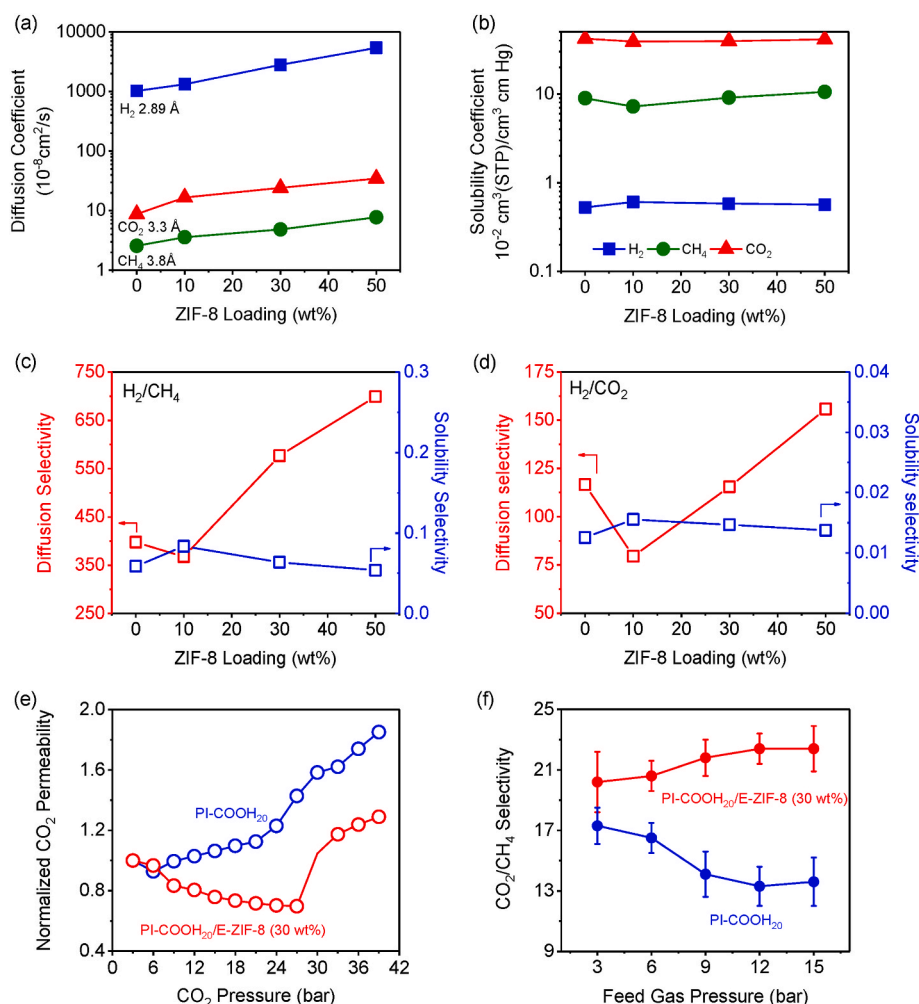 (a)
10000
1000
100
10
1
Diffusion Coefficient
(10⁻⁸cm²/s)
H₂ 2.89 Å
CO₂ 3.3 Å
CH₄ 3.8Å
0 10 20 30 40 50
ZIF-8 Loading (wt%)
(b)
10
1
0.1
Solubility Coefficient
10⁻² cm³(STP)/cm³ cm Hg)
H₂ CH₄ CO₂
0 10 20 30 40 50
ZIF-8 Loading (wt%)
(c)
750
650
550
450
350
250
Diffusion Selectivity
H₂/CH₄
0.3
0.2
0.1
0.0
Solubility Selectivity
0 10 20 30 40 50
ZIF-8 Loading (wt%)
(d)
175
150
125
100
75
50
Diffusion selectivity
H₂/CO₂
0.04
0.03
0.02
0.01
0.00
Solubility selectivity
0 10 20 30 40 50
ZIF-8 Loading (wt%)
(e)
2.0
1.6
1.2
0.8
0.4
Normalized CO₂ Permeability
PI-COOH₂₀
PI-COOH₂₀/E-ZIF-8 (30 wt%)
0 6 12 18 24 30 36 42
CO₂ Pressure (bar)
(f)
25
21
17
13
9
CO₂/CH₄ Selectivity
PI-COOH₂₀/E-ZIF-8 (30 wt%)
PI-COOH₂₀
3 6 9 12 15
Feed Gas Pressure (bar)